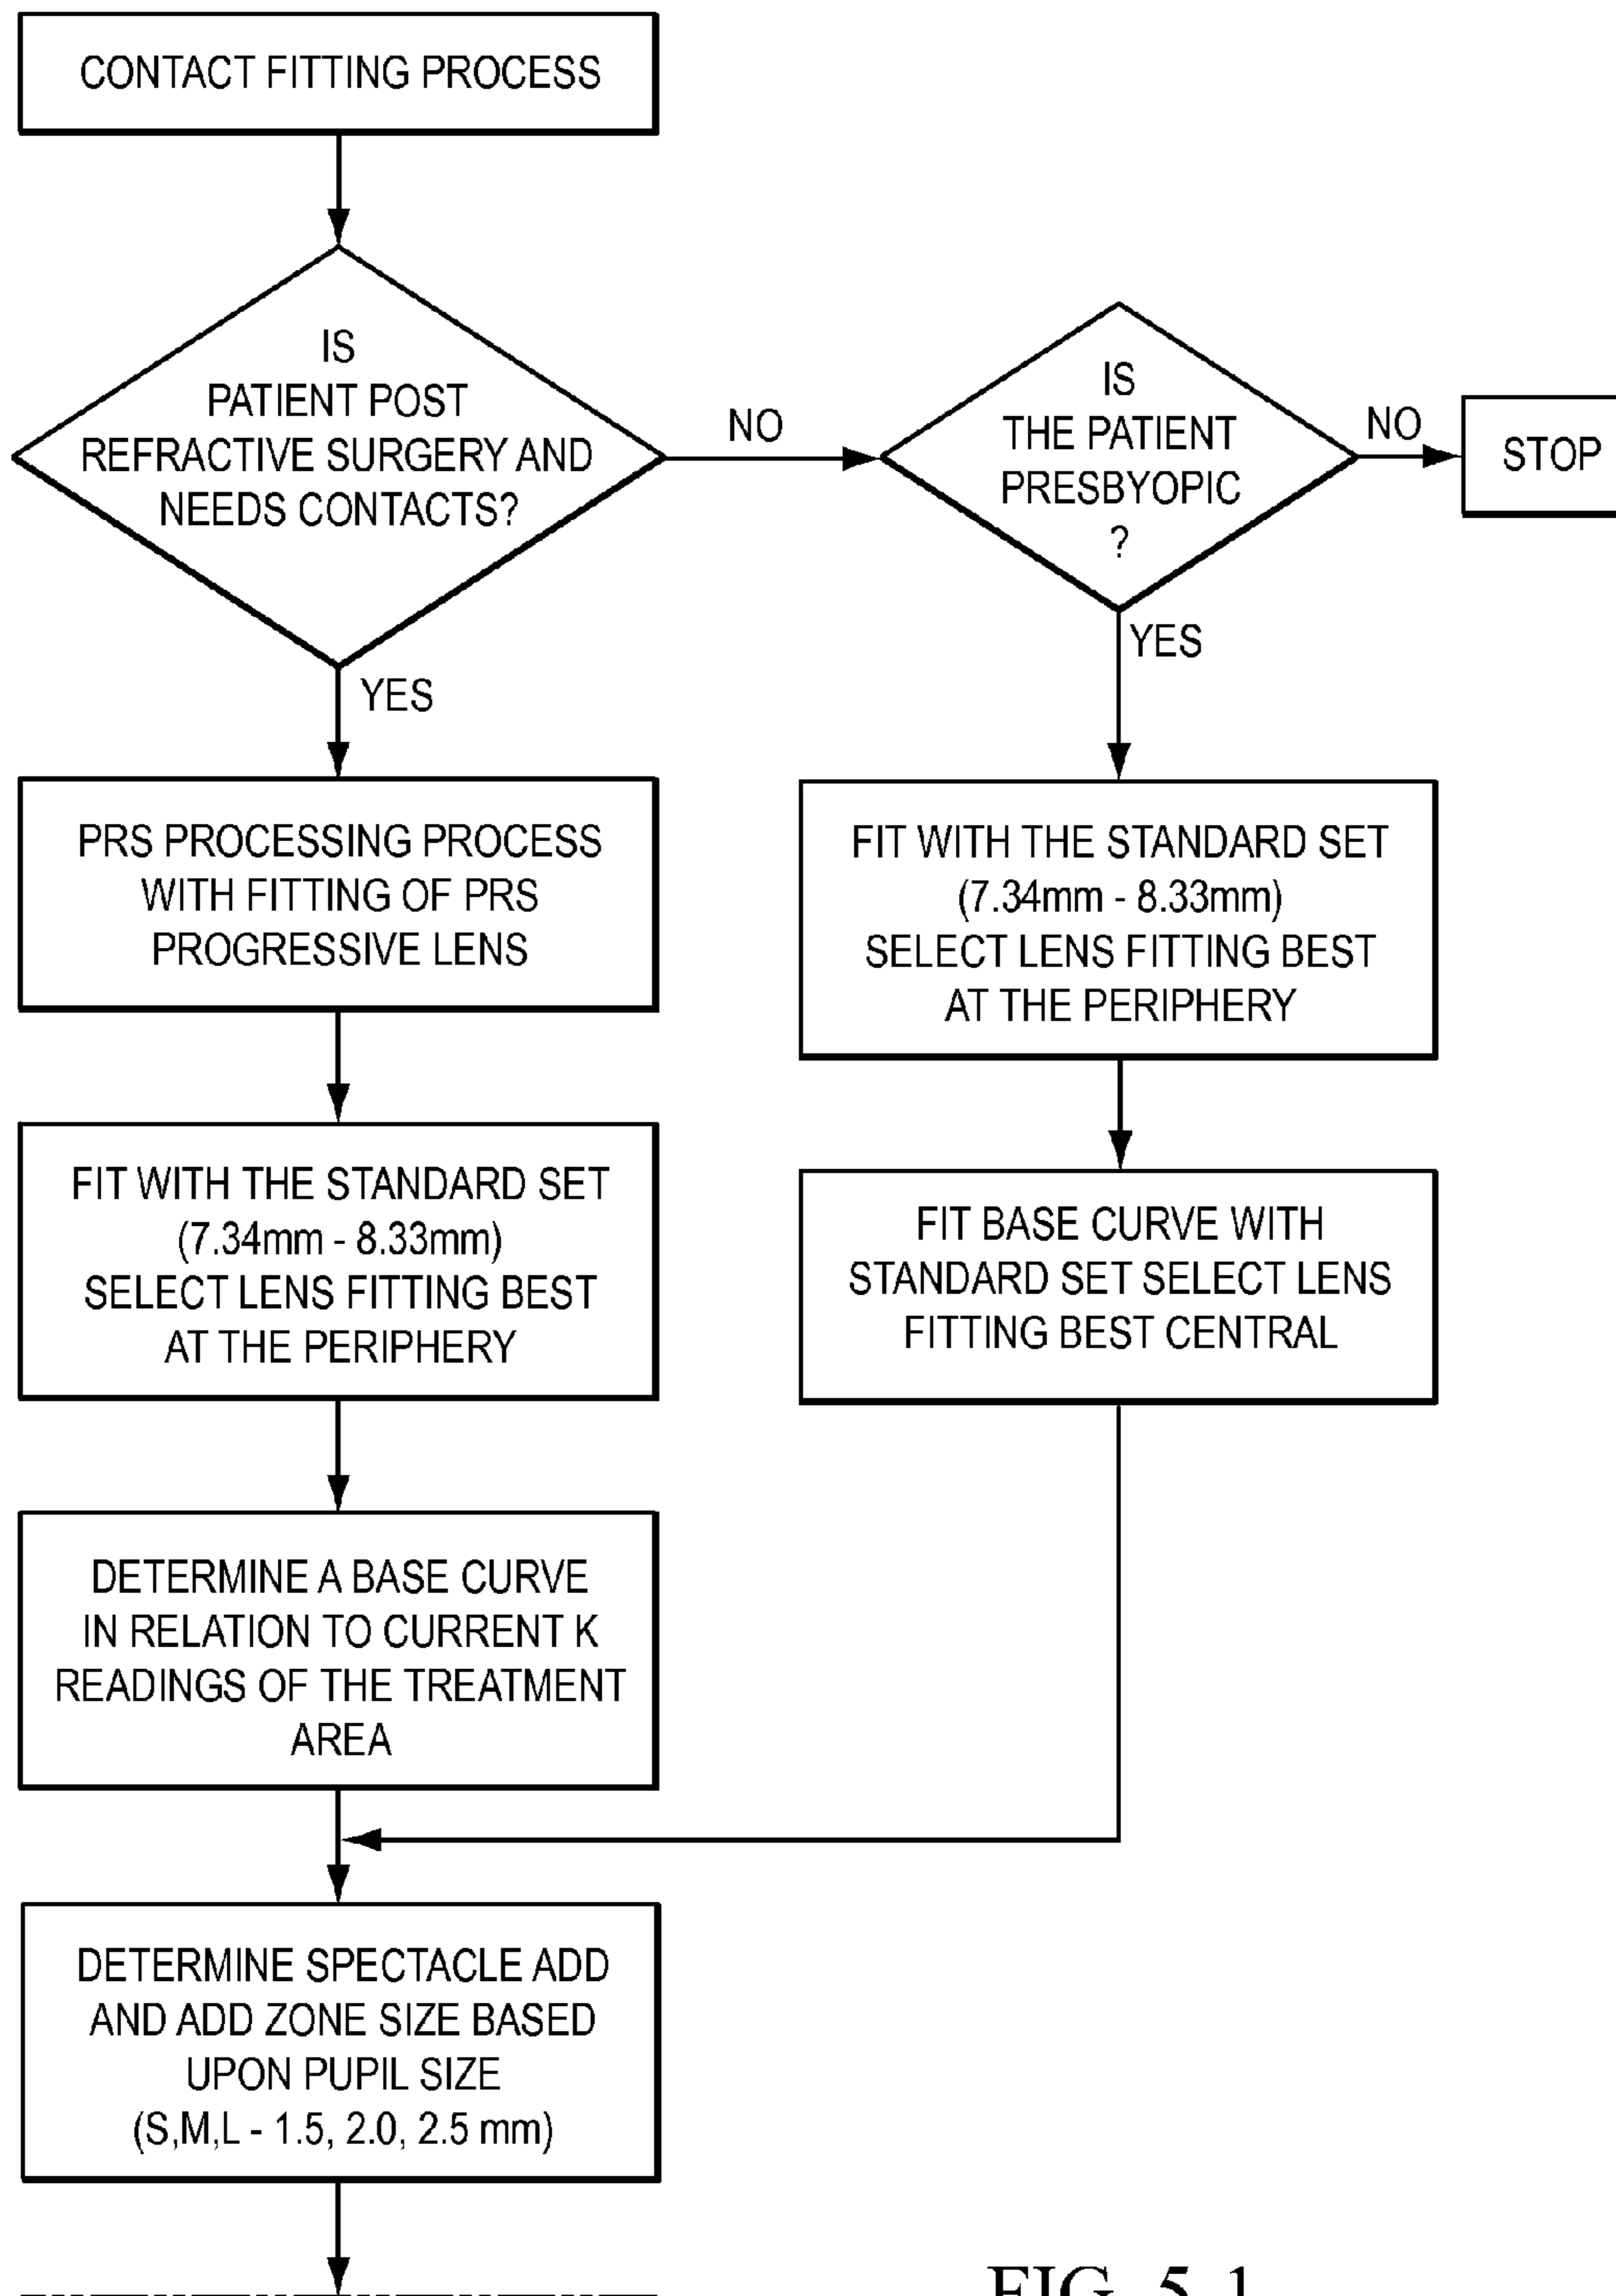 CONTACT FITTING PROCESS
IS
PATIENT POST
REFRACTIVE SURGERY AND
NEEDS CONTACTS?
NO
IS
THE PATIENT
PRESBYOPIC
?
NO
STOP
YES
YES
PRS PROCESSING PROCESS
WITH FITTING OF PRS
PROGRESSIVE LENS
FIT WITH THE STANDARD SET
(7.34mm - 8.33mm)
SELECT LENS FITTING BEST
AT THE PERIPHERY
FIT WITH THE STANDARD SET
(7.34mm - 8.33mm)
SELECT LENS FITTING BEST
AT THE PERIPHERY
FIT BASE CURVE WITH
STANDARD SET SELECT LENS
FITTING BEST CENTRAL
DETERMINE A BASE CURVE
IN RELATION TO CURRENT K
READINGS OF THE TREATMENT
AREA
DETERMINE SPECTACLE ADD
AND ADD ZONE SIZE BASED
UPON PUPIL SIZE
(S,M,L - 1.5, 2.0, 2.5 mm)
FIG. 5-1